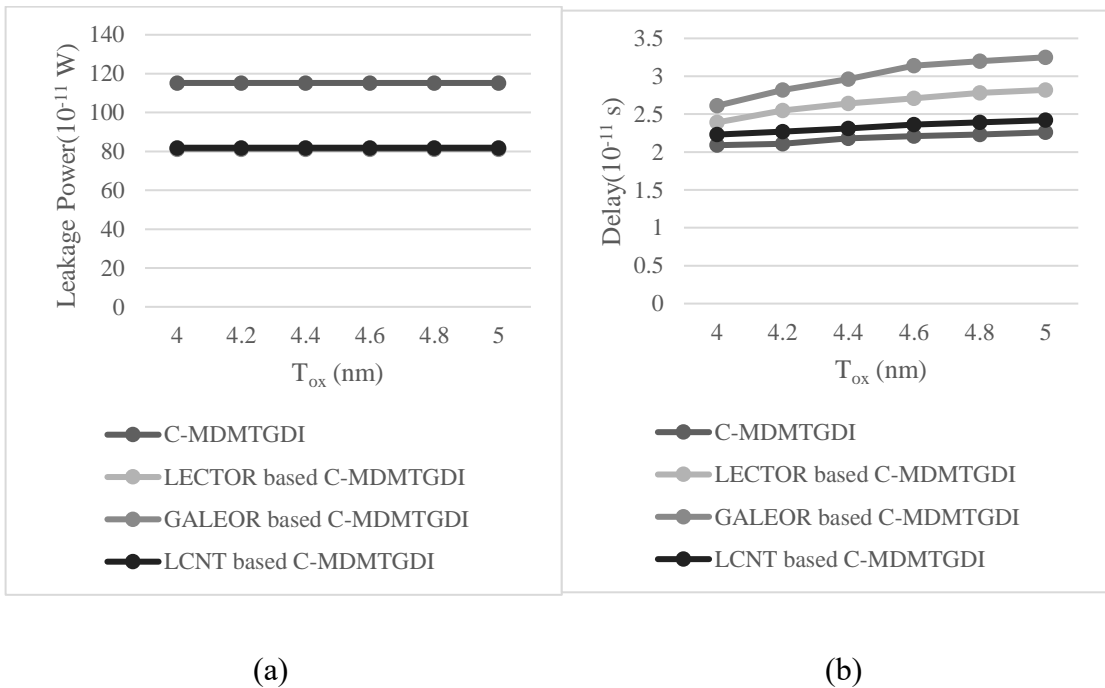 Leakage Power(10⁻¹¹ W)
140
120
100
80
60
40
20
0
4 4.2 4.4 4.6 4.8 5
Tₒₓ (nm)
C-MDMTGDI
LECTOR based C-MDMTGDI
GALEOR based C-MDMTGDI
LCNT based C-MDMTGDI
(a)
Delay(10⁻¹¹ s)
3.5
3
2.5
2
1.5
1
0.5
0
4 4.2 4.4 4.6 4.8 5
Tₒₓ (nm)
C-MDMTGDI
LECTOR based C-MDMTGDI
GALEOR based C-MDMTGDI
LCNT based C-MDMTGDI
(b)